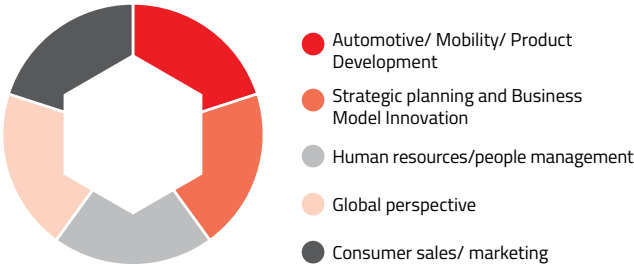 Automotive/ Mobility/ Product
Development
Strategic planning and Business
Model Innovation
Human resources/people management
Global perspective
Consumer sales/ marketing